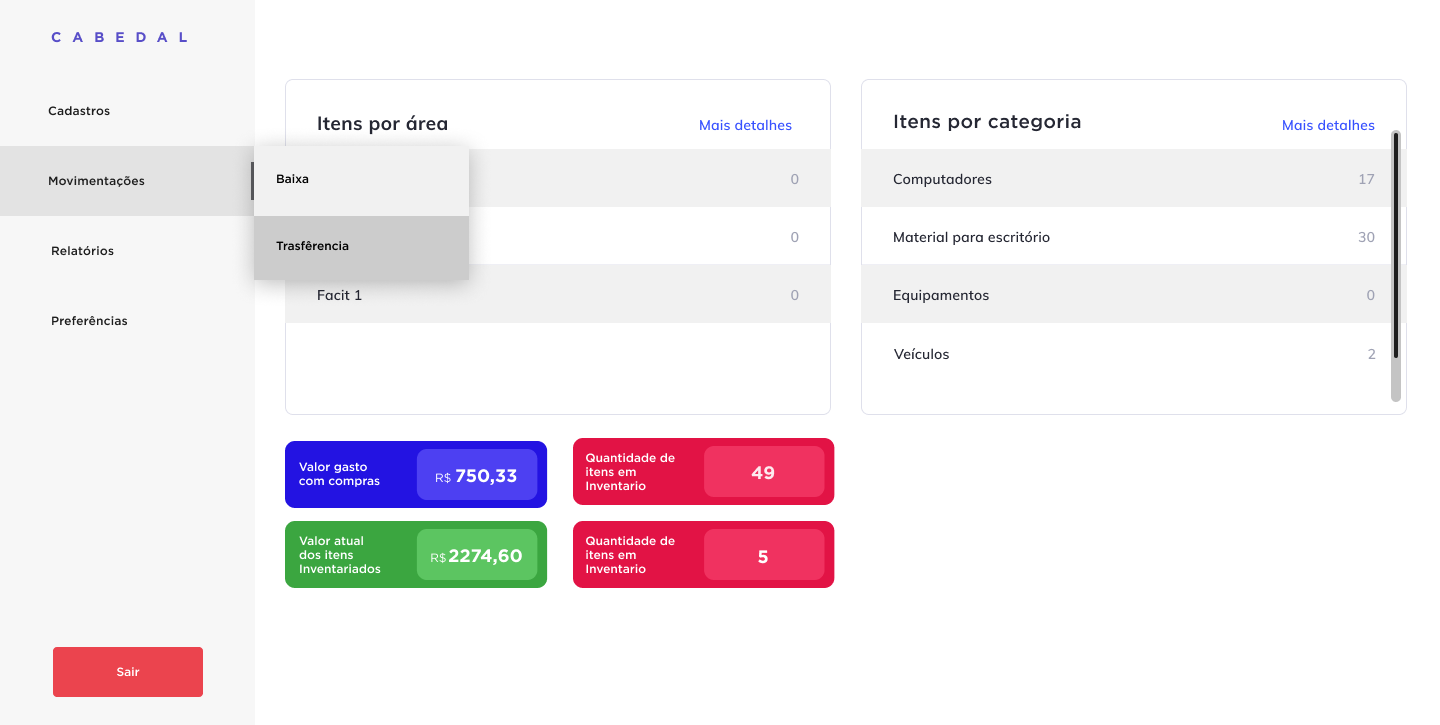 C A B E D A L
Cadastros
Movimentações
Relatórios
Preferências
Sair
Baixa
Trasfêrencia
Itens por área
Mais detalhes
0
0
Facit 1
0
Itens por categoria
Mais detalhes
Computadores
17
Material para escritório
30
Equipamentos
0
Veículos
2
Valor gasto
com compras
R$ 750,33
Quantidade de
itens em
Inventario
49
Valor atual
dos itens
Inventariados
R$ 2274,60
Quantidade de
itens em
Inventario
5